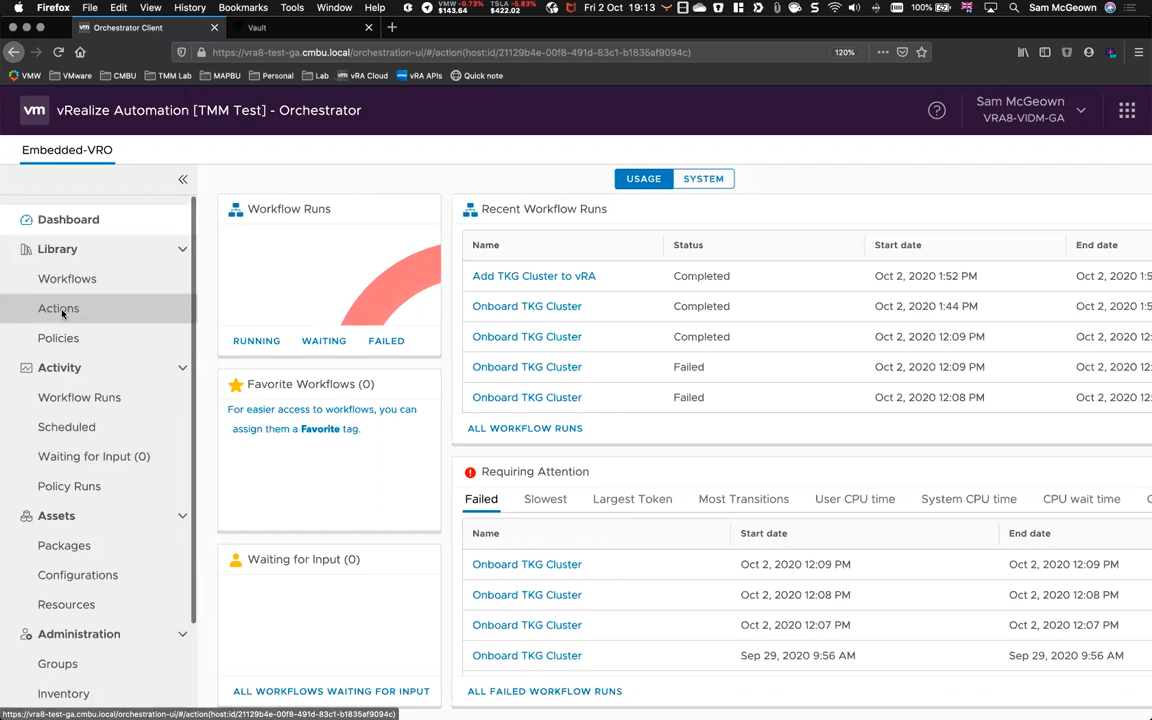 Firefox File Edit View History Bookmarks Tools Window Help
MSFT -0.73% $143.64 TSLA -5.83% $422.02 Fri 2 Oct 19:13 100% Sam McGeown
Orchestrator Client Vault
https://vra8-test-ga.cmbu.local/orchestration-ui/#/action(host:id/21129b4e-00f8-491d-83c1-b1835af9094c) 120%
VMW VMware CMBU TMM Lab MAPBU Personal Lab vRA Cloud vRA APIs Quick note
vm vRealize Automation [TMM Test] - Orchestrator
Sam McGeown
VRA8-VIDM-GA
Embedded-VRO
USAGE SYSTEM
Dashboard
Library
Workflows
Actions
Policies
Activity
Workflow Runs
Scheduled
Waiting for Input (0)
Policy Runs
Assets
Packages
Configurations
Resources
Administration
Groups
Inventory
Workflow Runs
RUNNING WAITING FAILED
Favorite Workflows (0)
For easier access to workflows, you can
assign them a Favorite tag.
Waiting for Input (0)
ALL WORKFLOWS WAITING FOR INPUT
Recent Workflow Runs
Name Status Start date End date
Add TKG Cluster to vRA Completed Oct 2, 2020 1:52 PM Oct 2, 2020 1:5
Onboard TKG Cluster Completed Oct 2, 2020 1:44 PM Oct 2, 2020 1:5
Onboard TKG Cluster Completed Oct 2, 2020 12:09 PM Oct 2, 2020 12:
Onboard TKG Cluster Failed Oct 2, 2020 12:09 PM Oct 2, 2020 12:
Onboard TKG Cluster Failed Oct 2, 2020 12:08 PM Oct 2, 2020 12:
ALL WORKFLOW RUNS
Requiring Attention
Failed Slowest Largest Token Most Transitions User CPU time System CPU time CPU wait time
Name Start date End date
Onboard TKG Cluster Oct 2, 2020 12:09 PM Oct 2, 2020 12:09 PM
Onboard TKG Cluster Oct 2, 2020 12:08 PM Oct 2, 2020 12:08 PM
Onboard TKG Cluster Oct 2, 2020 12:07 PM Oct 2, 2020 12:07 PM
Onboard TKG Cluster Sep 29, 2020 9:56 AM Sep 29, 2020 9:56 AM
ALL FAILED WORKFLOW RUNS
https://vra8-test-ga.cmbu.local/orchestration-ui/#/action(host:id/21129b4e-00f8-491d-83c1-b1835af9094c)